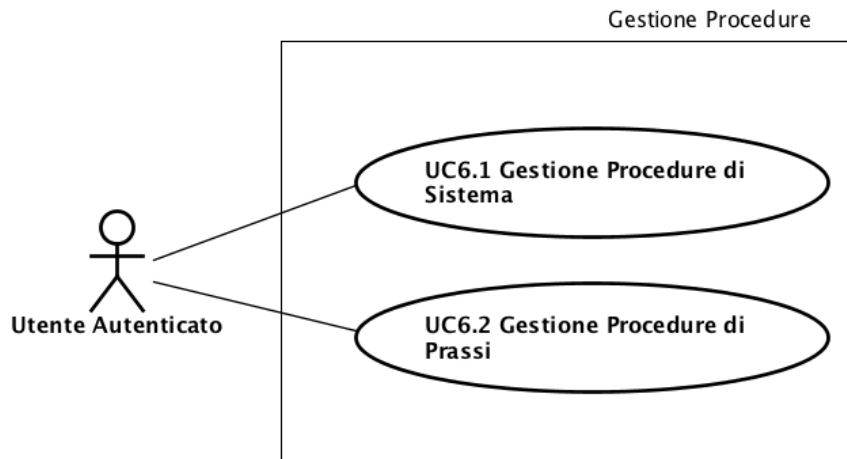 Gestione Procedure
UC6.1 Gestione Procedure di
Sistema
Utente Autenticato
UC6.2 Gestione Procedure di
Prassi